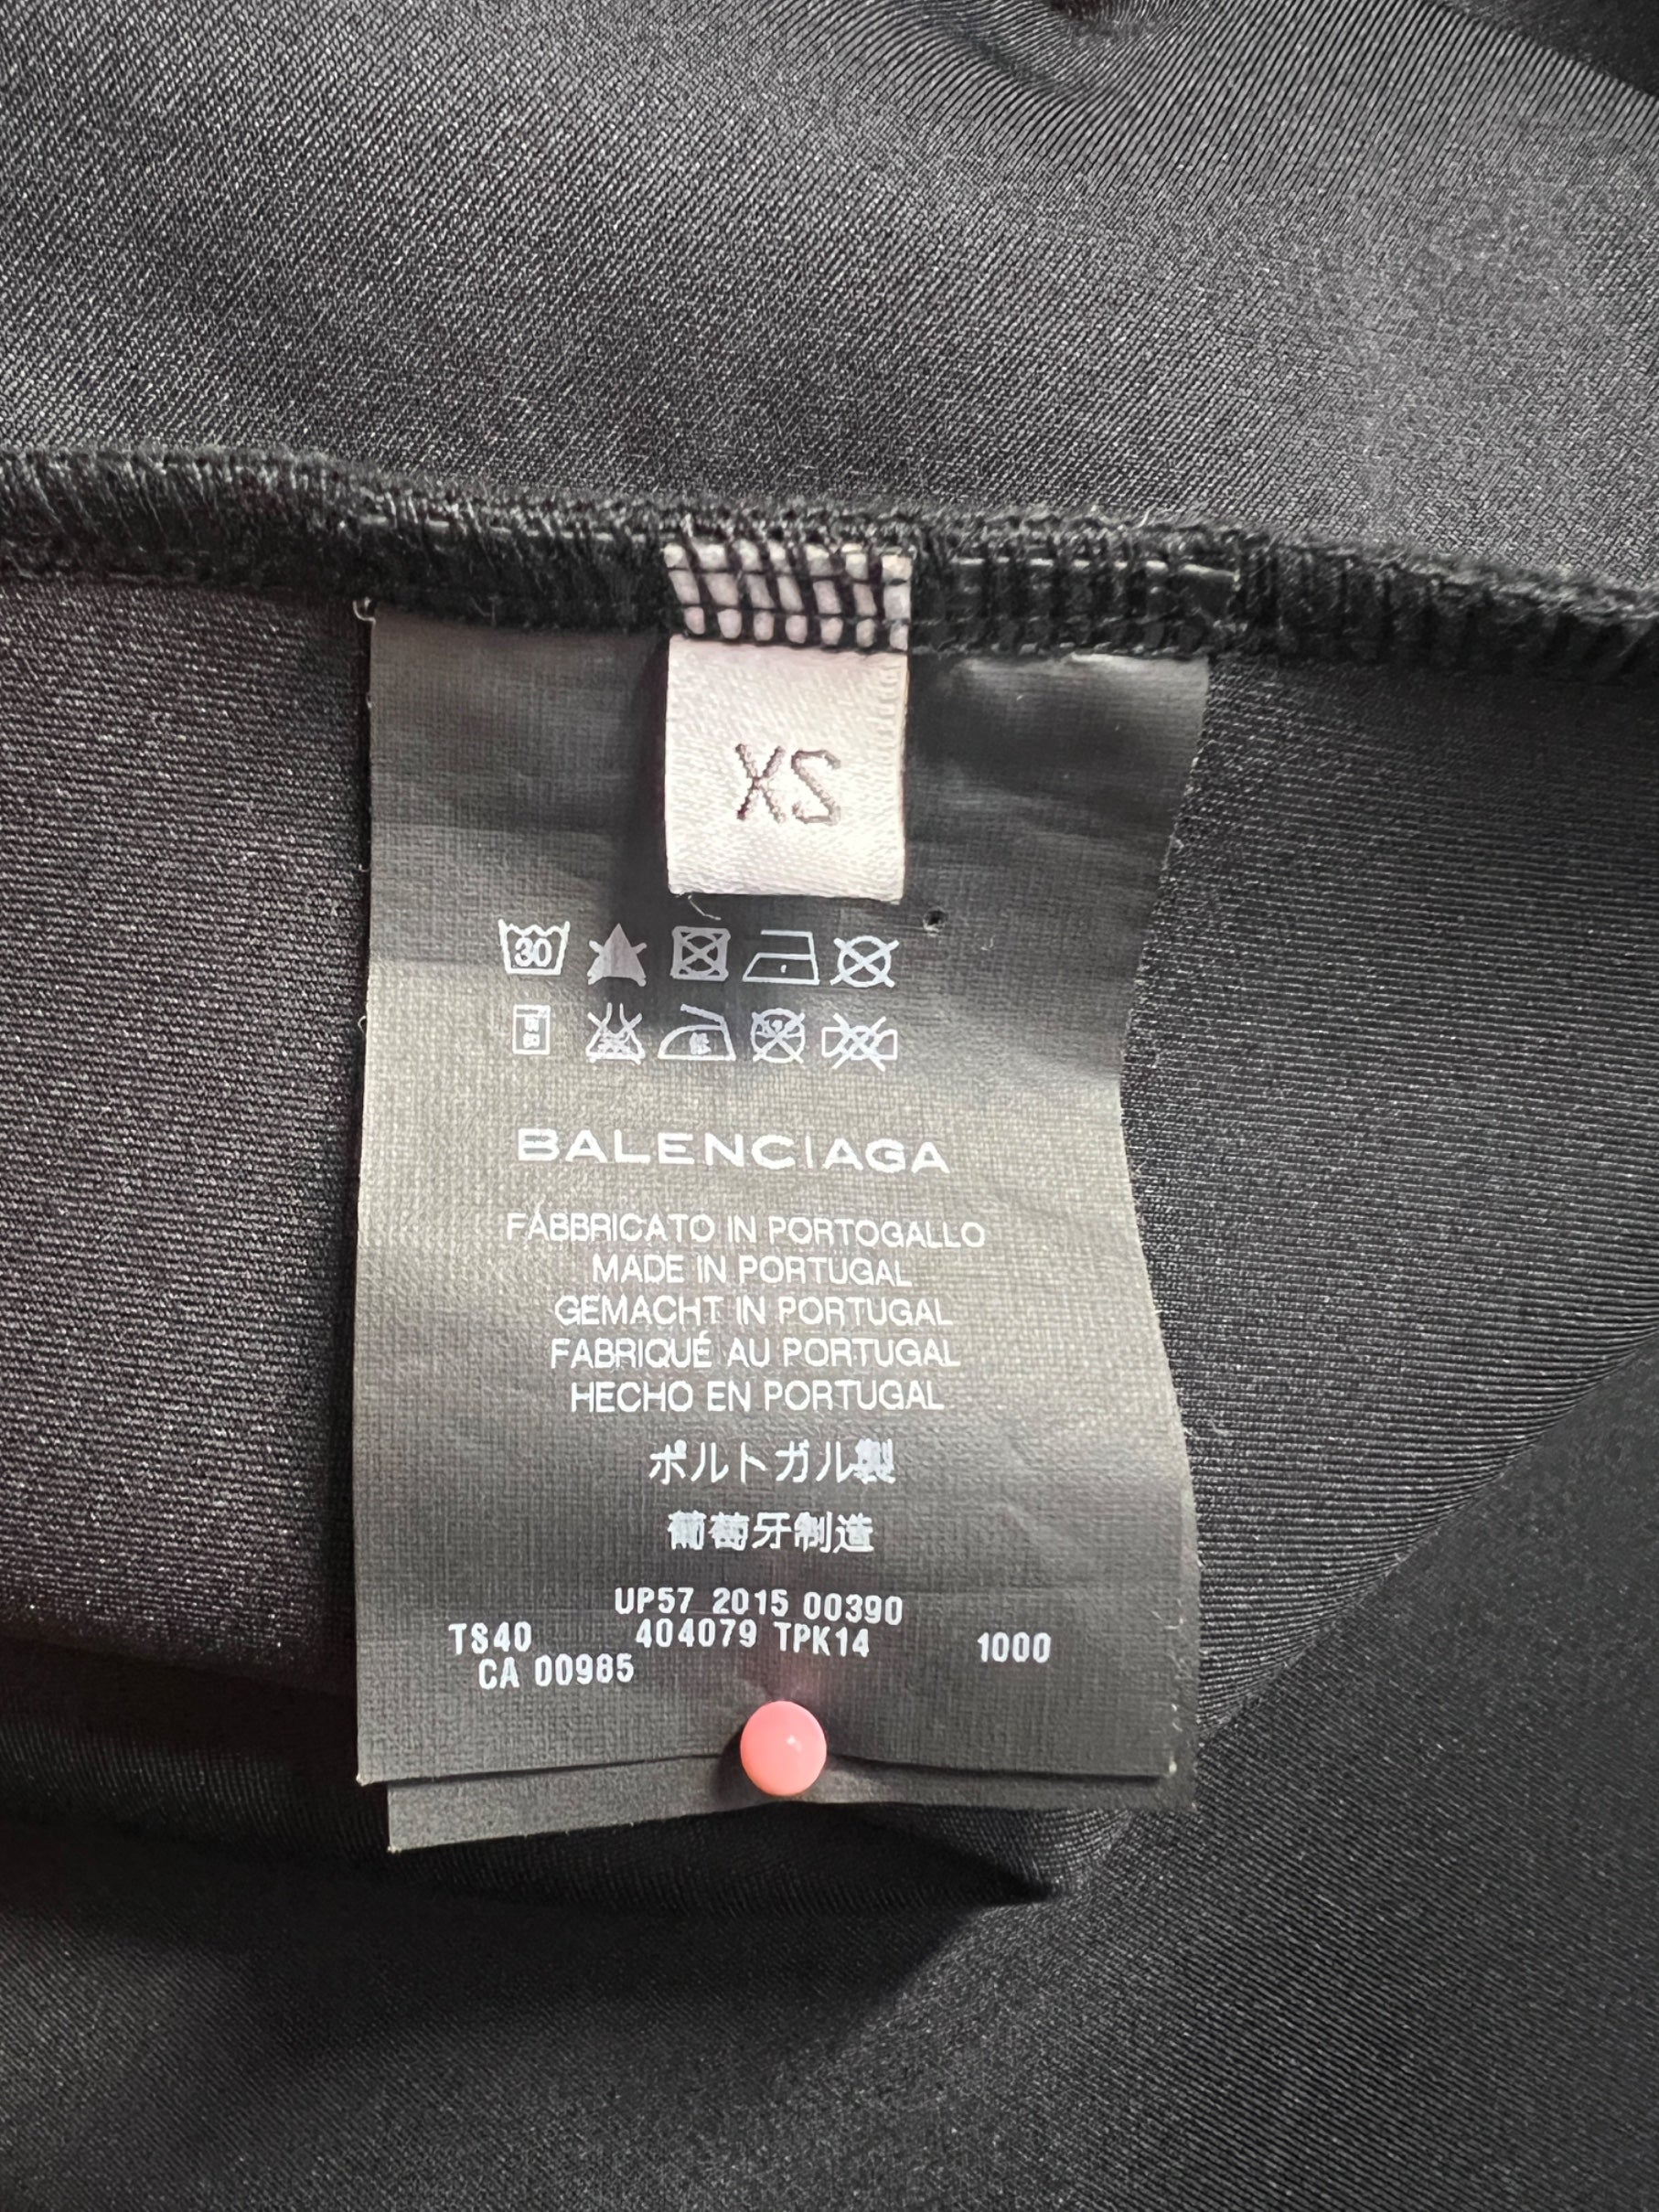 XS
30
BALENCIAGA
FABBRICATO IN PORTOGALLO
MADE IN PORTUGAL
GEMACHT IN PORTUGAL
FABRIQUÉ AU PORTUGAL
HECHO EN PORTUGAL
ポルトガル製
葡萄牙制造
UP57 2015 00390
TS40 404079 TPK14 1000
CA 00985